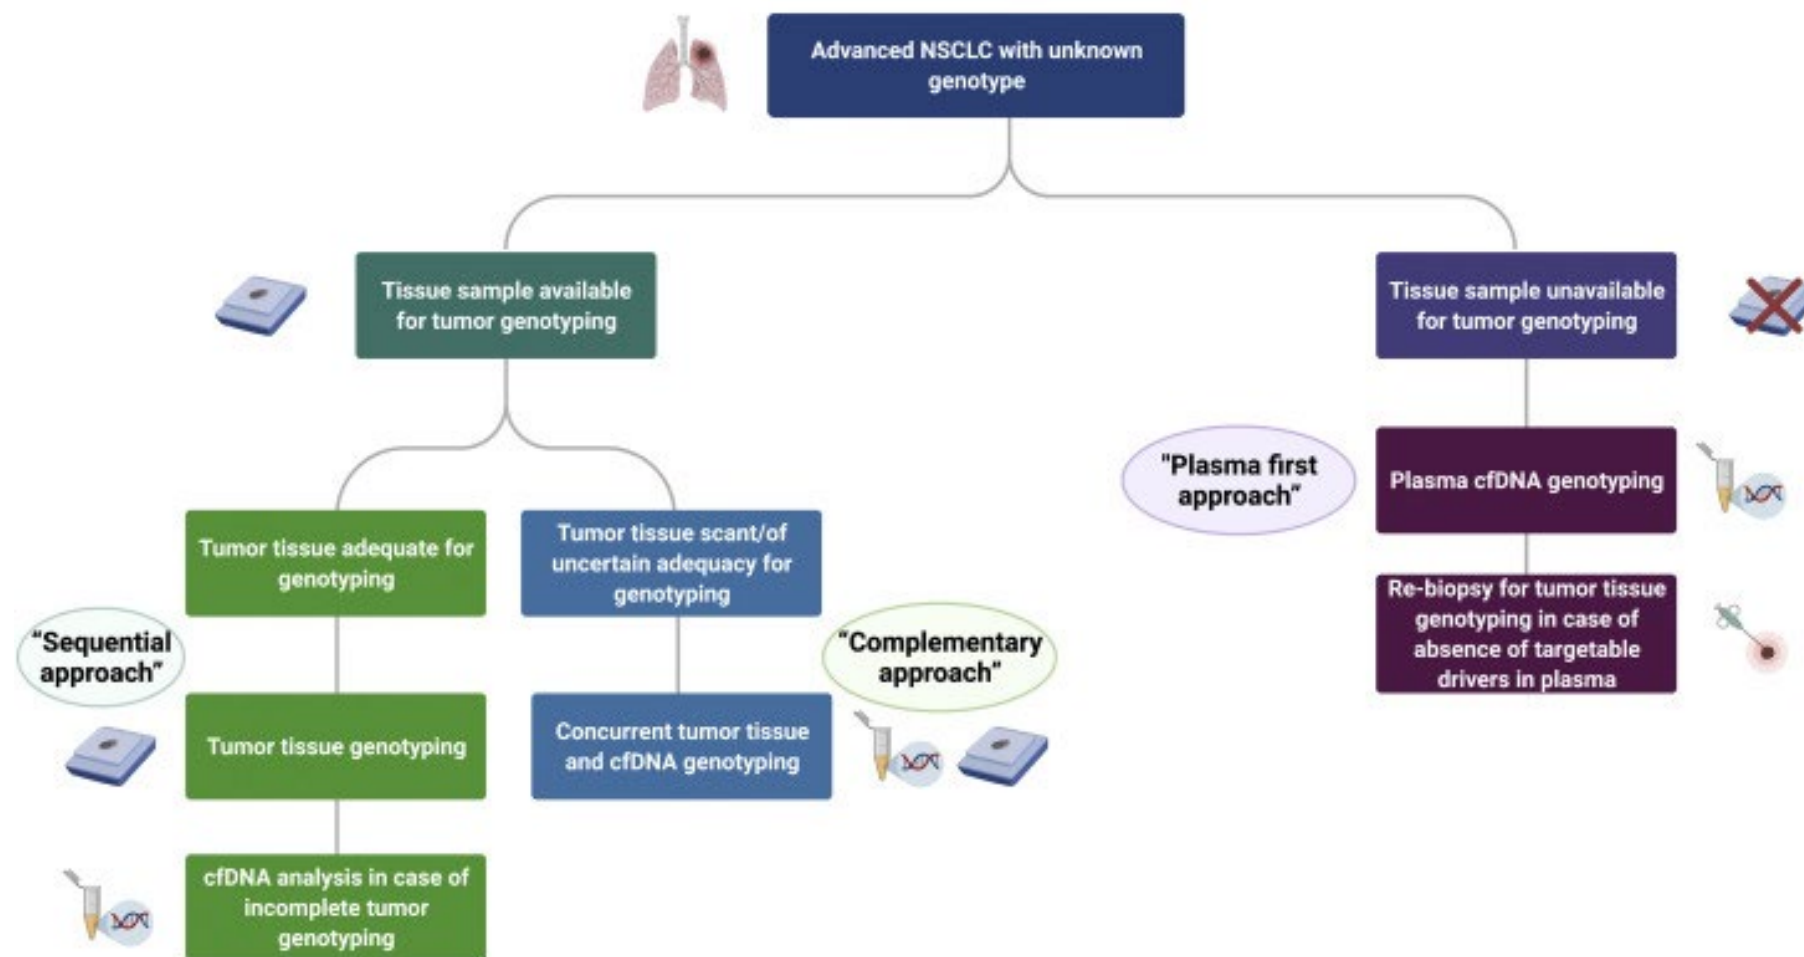 Advanced NSCLC with unknown
genotype
Tissue sample available
for tumor genotyping
Tissue sample unavailable
for tumor genotyping
"Plasma first
approach"
Plasma cfDNA genotyping
Re-biopsy for tumor tissue
genotyping in case of
absence of targetable
drivers in plasma
Tumor tissue adequate for
genotyping
Tumor tissue scant/of
uncertain adequacy for
genotyping
"Sequential
approach"
"Complementary
approach"
Tumor tissue genotyping
Concurrent tumor tissue
and cfDNA genotyping
cfDNA analysis in case of
incomplete tumor
genotyping